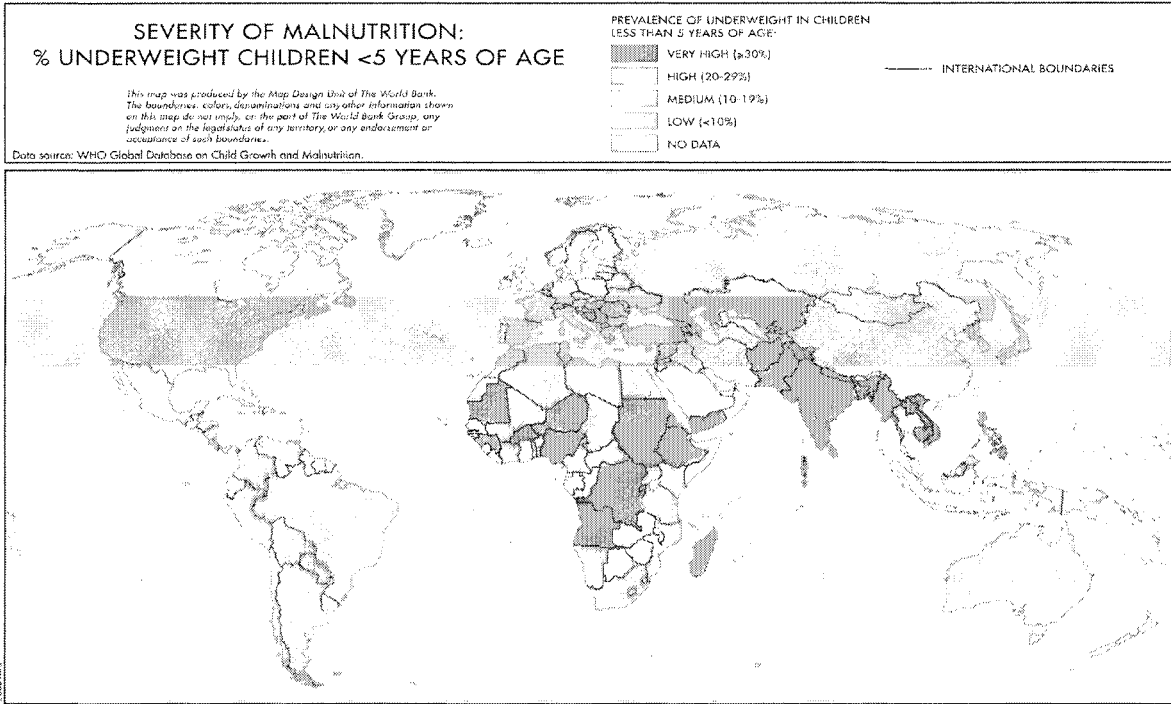 SEVERITY OF MALNUTRITION:
% UNDERWEIGHT CHILDREN <5 YEARS OF AGE
This map was produced by the Map Design Unit of The World Bank.
The boundaries, colors, denominations and any other information shown
on this map do not imply, on the part of The World Bank Group, any
judgment on the legal status of any territory, or any endorsement or
acceptance of such boundaries.
Data source: WHO Global Database on Child Growth and Malnutrition.
PREVALENCE OF UNDERWEIGHT IN CHILDREN
LESS THAN 5 YEARS OF AGE:
VERY HIGH (≥30%)
HIGH (20-29%)
MEDIUM (10-19%)
LOW (<10%)
NO DATA
INTERNATIONAL BOUNDARIES